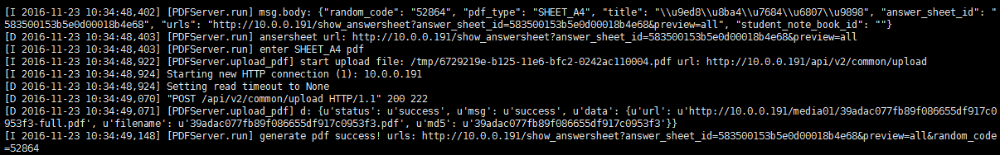 [I 2016-11-23 10:34:48,402] [PDFServer.run] msg.body: {"random_code": "52864", "pdf_type": "SHEET_A4", "title": "\\u9ed8\\u8ba4\\u7684\\u6807\\u9898", "answer_sheet_id": "
583500153b5e0d00018b4e68", "urls": "http://10.0.0.191/show_answersheet?answer_sheet_id=583500153b5e0d00018b4e68&preview=all", "student_note_book_id": ""}
[D 2016-11-23 10:34:48,403] [PDFServer.run] ansersheet url: http://10.0.0.191/show_answersheet?answer_sheet_id=583500153b5e0d00018b4e68&preview=all
[I 2016-11-23 10:34:48,403] [PDFServer.run] enter SHEET_A4 pdf
[I 2016-11-23 10:34:48,922] [PDFServer.upload_pdf] start upload file: /tmp/6729219e-b125-11e6-bfc2-0242ac110004.pdf url: http://10.0.0.191/api/v2/common/upload
[I 2016-11-23 10:34:48,924] Starting new HTTP connection (1): 10.0.0.191
[D 2016-11-23 10:34:48,924] Setting read timeout to None
[D 2016-11-23 10:34:49,070] "POST /api/v2/common/upload HTTP/1.1" 200 222
[D 2016-11-23 10:34:49,071] [PDFServer.upload_pdf] d: {u'status': u'success', u'msg': u'success', u'data': {u'url': u'http://10.0.0.191/media01/39adac077fb89f086655df917c0
953f3-full.pdf', u'filename': u'39adac077fb89f086655df917c0953f3.pdf', u'md5': u'39adac077fb89f086655df917c0953f3'}}
[I 2016-11-23 10:34:49,148] [PDFServer.run] generate pdf success! urls: http://10.0.0.191/show_answersheet?answer_sheet_id=583500153b5e0d00018b4e68&preview=all&random_code
=52864